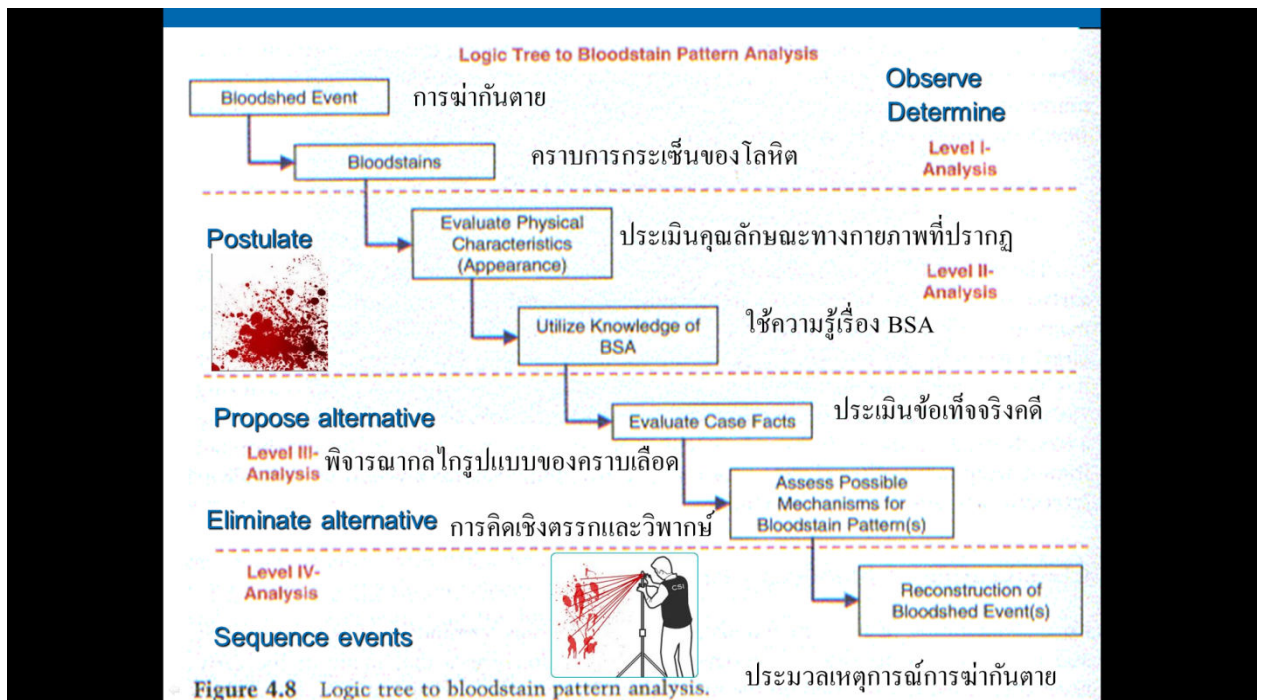 Logic Tree to Bloodstain Pattern Analysis
Bloodshed Event
การฆ่ากันตาย
Observe
Determine
Bloodstains
คราบการกระเซ็นของโลหิต
Level I-
Analysis
Postulate
Evaluate Physical
Characteristics
(Appearance)
ประเมินคุณลักษณะทางกายภาพที่ปรากฏ
Level II-
Analysis
Utilize Knowledge of
BSA
ใช้ความรู้เรื่อง BSA
Propose alternative
Evaluate Case Facts
ประเมินข้อเท็จจริงคดี
Level III-
Analysis
พิจารณากลไกรูปแบบของคราบเลือด
Assess Possible
Mechanisms for
Bloodstain Pattern(s)
Eliminate alternative
การคิดเชิงตรรกและวิพากษ์
Level IV-
Analysis
CSI
Reconstruction of
Bloodshed Event(s)
Sequence events
ประมวลเหตุการณ์การฆ่ากันตาย
Figure 4.8 Logic tree to bloodstain pattern analysis.